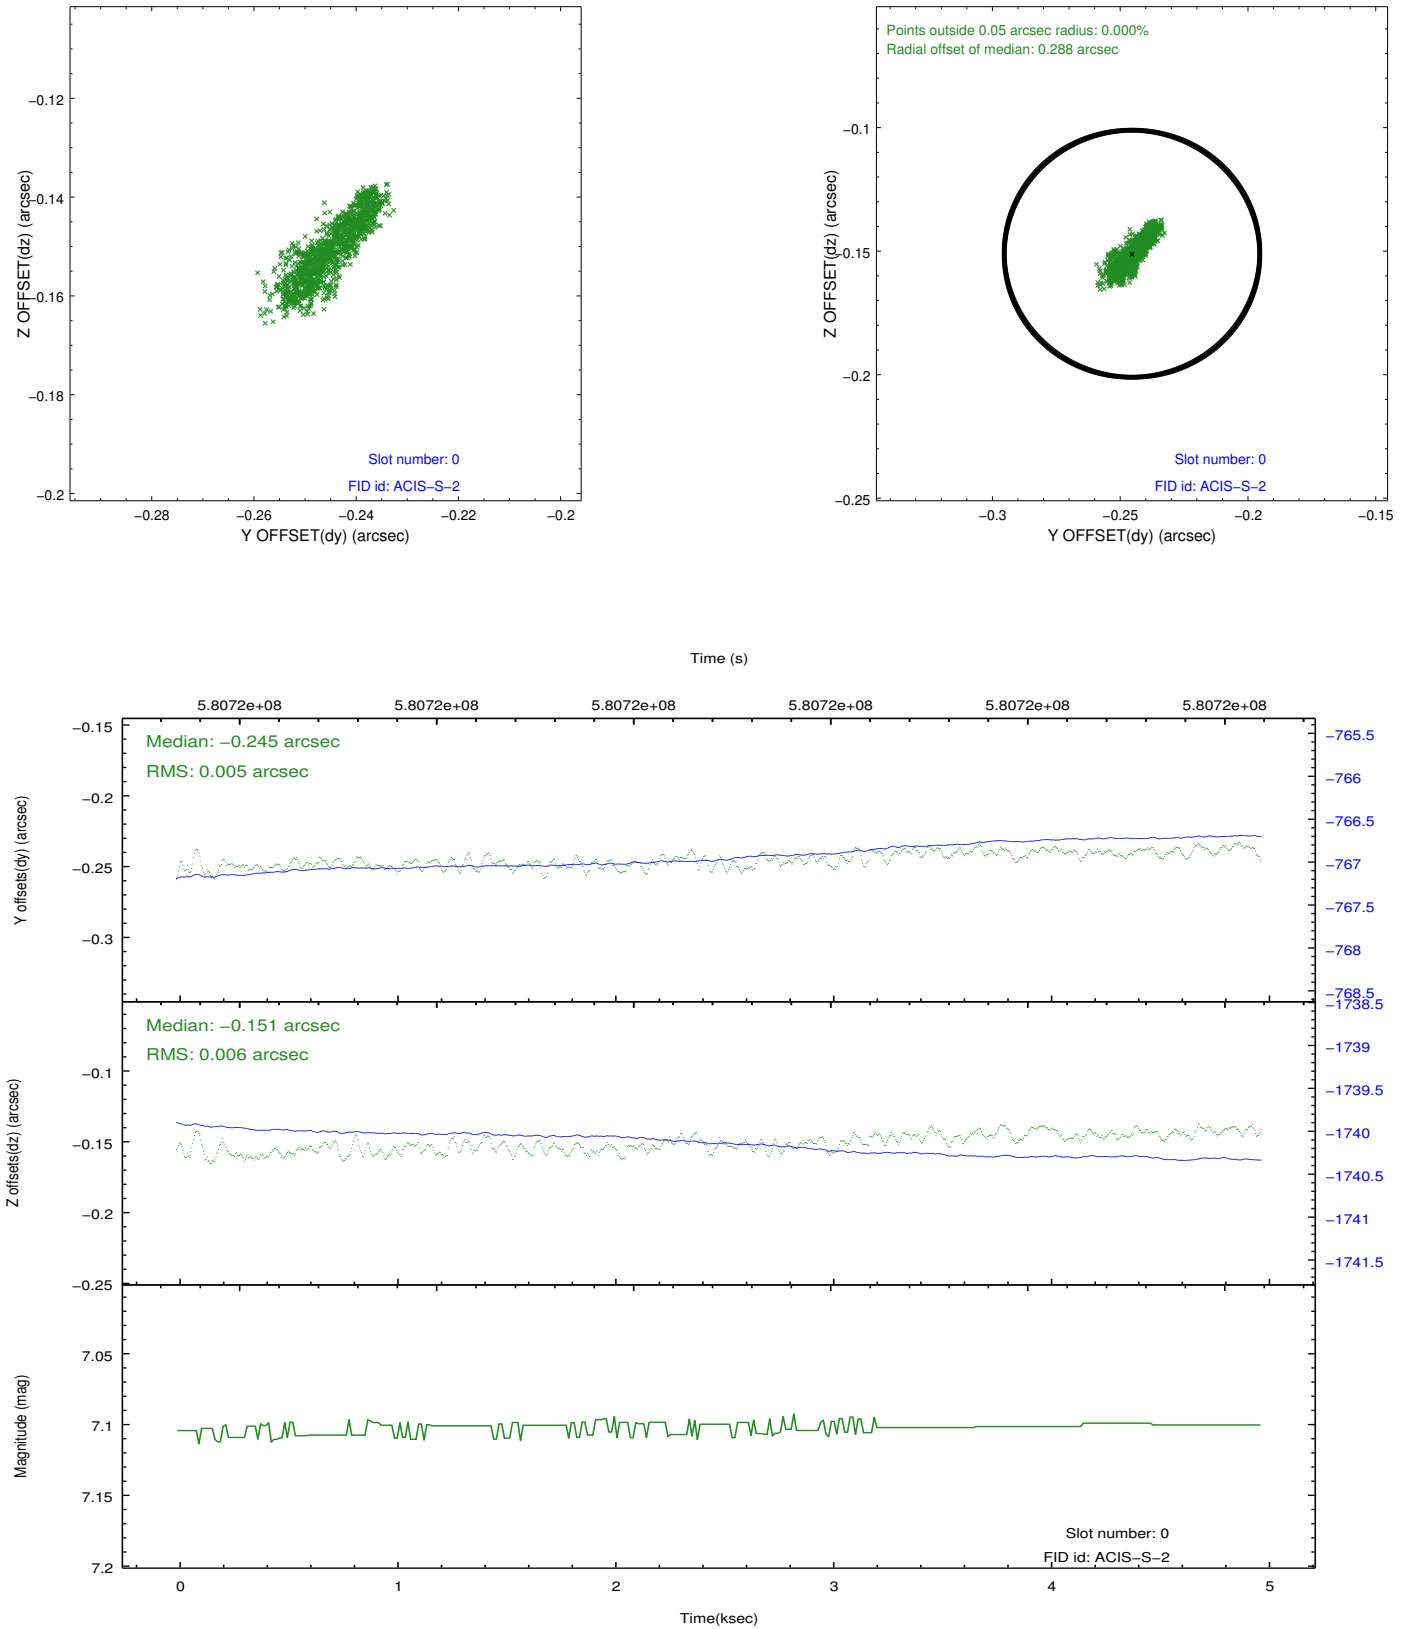 −0.12
−0.14
−0.16
−0.18
−0.2
Z OFFSET(dz) (arcsec)
Slot number: 0
FID id: ACIS−S−2
−0.28
−0.26
−0.24
−0.22
−0.2
Y OFFSET(dy) (arcsec)
Points outside 0.05 arcsec radius: 0.000%
Radial offset of median: 0.288 arcsec
−0.1
−0.15
−0.2
−0.25
Z OFFSET(dz) (arcsec)
Slot number: 0
FID id: ACIS−S−2
−0.3
−0.25
−0.2
−0.15
Y OFFSET(dy) (arcsec)
Time (s)
5.8072e+08 5.8072e+08 5.8072e+08 5.8072e+08 5.8072e+08 5.8072e+08
Median: −0.245 arcsec
RMS: 0.005 arcsec
−0.15
−0.2
−0.25
−0.3
Y offsets(dy) (arcsec)
−765.5
−766
−766.5
−767
−767.5
−768
−768.5
Median: −0.151 arcsec
RMS: 0.006 arcsec
−0.1
−0.15
−0.2
−0.25
Z offsets(dz) (arcsec)
−1738.5
−1739
−1739.5
−1740
−1740.5
−1741
−1741.5
7.05
7.1
7.15
7.2
Magnitude (mag)
Slot number: 0
FID id: ACIS−S−2
0 1 2 3 4 5
Time(ksec)